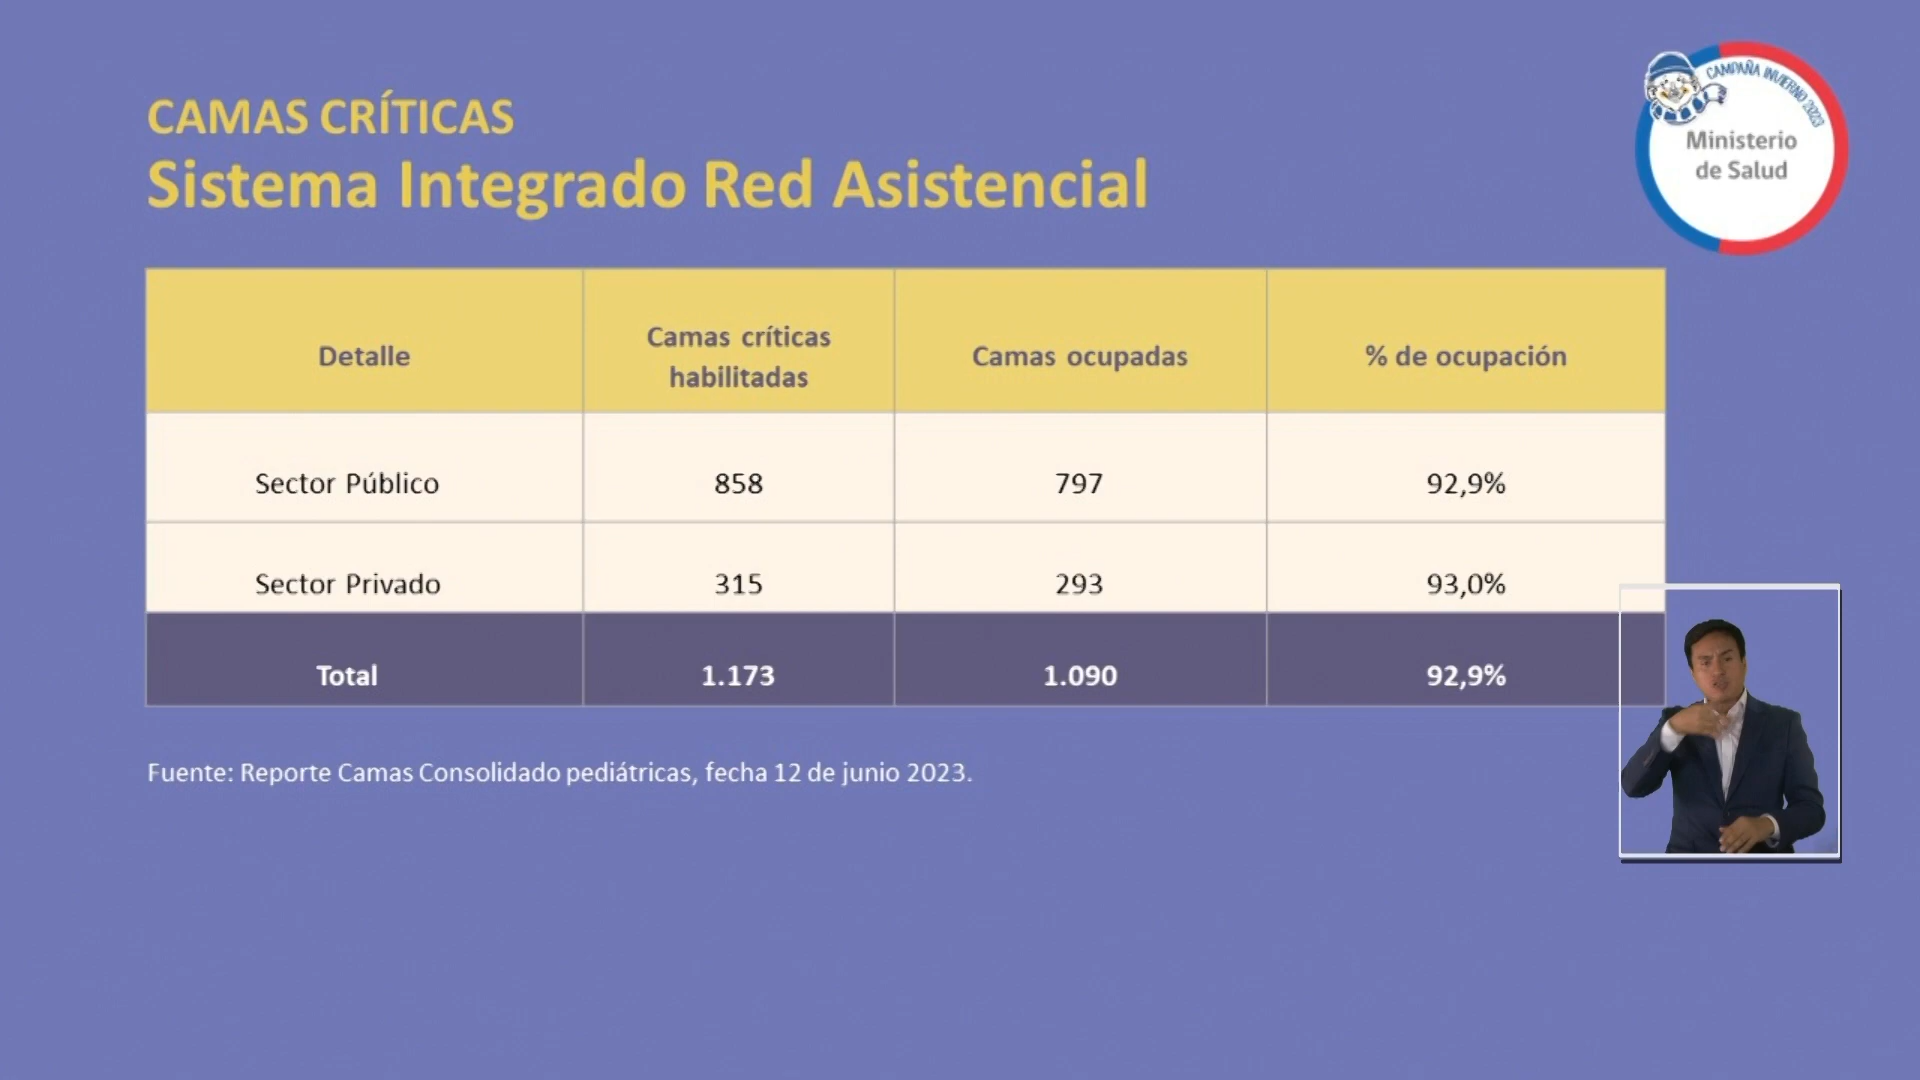 CAMPAÑA INVIERNO 2023
Ministerio
de Salud
CAMAS CRÍTICAS
Sistema Integrado Red Asistencial
Detalle
Camas críticas
habilitadas
Camas ocupadas
% de ocupación
Sector Público
858
797
92,9%
Sector Privado
315
293
93,0%
Total
1.173
1.090
92,9%
Fuente: Reporte Camas Consolidado pediátricas, fecha 12 de junio 2023.